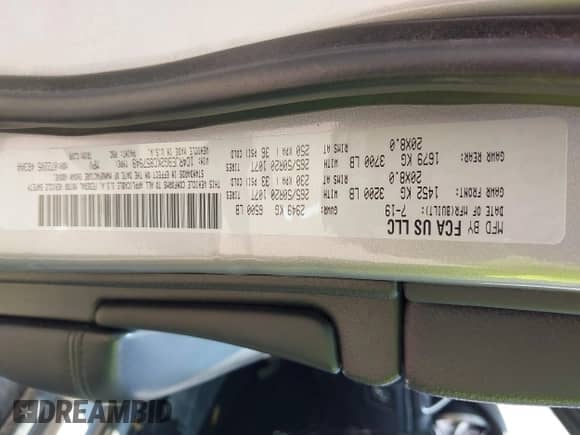 MFD BY FCA US LLC
DATE OF MFR(BUILT): 7-19 GVWR: 2949 KG 6500 LB
GAWR FRONT: 1452 KG 3200 LB WITH 265/50R20 107T TIRES
20X8.0 RIMS AT 230 KPA/ 33 PSI COLD
GAWR REAR: 1679 KG 3700 LB WITH 265/50R20 107T TIRES
20X8.0 RIMS AT 250 KPA/ 36 PSI COLD
THIS VEHICLE CONFORMS TO ALL APPLICABLE U.S.A. FEDERAL MOTOR VEHICLE SAFETY
STANDARDS IN EFFECT ON THE DATE OF MANUFACTURE SHOWN ABOVE.
VIN:
VEHICLE MADE IN U.S.A.
DREAMBID